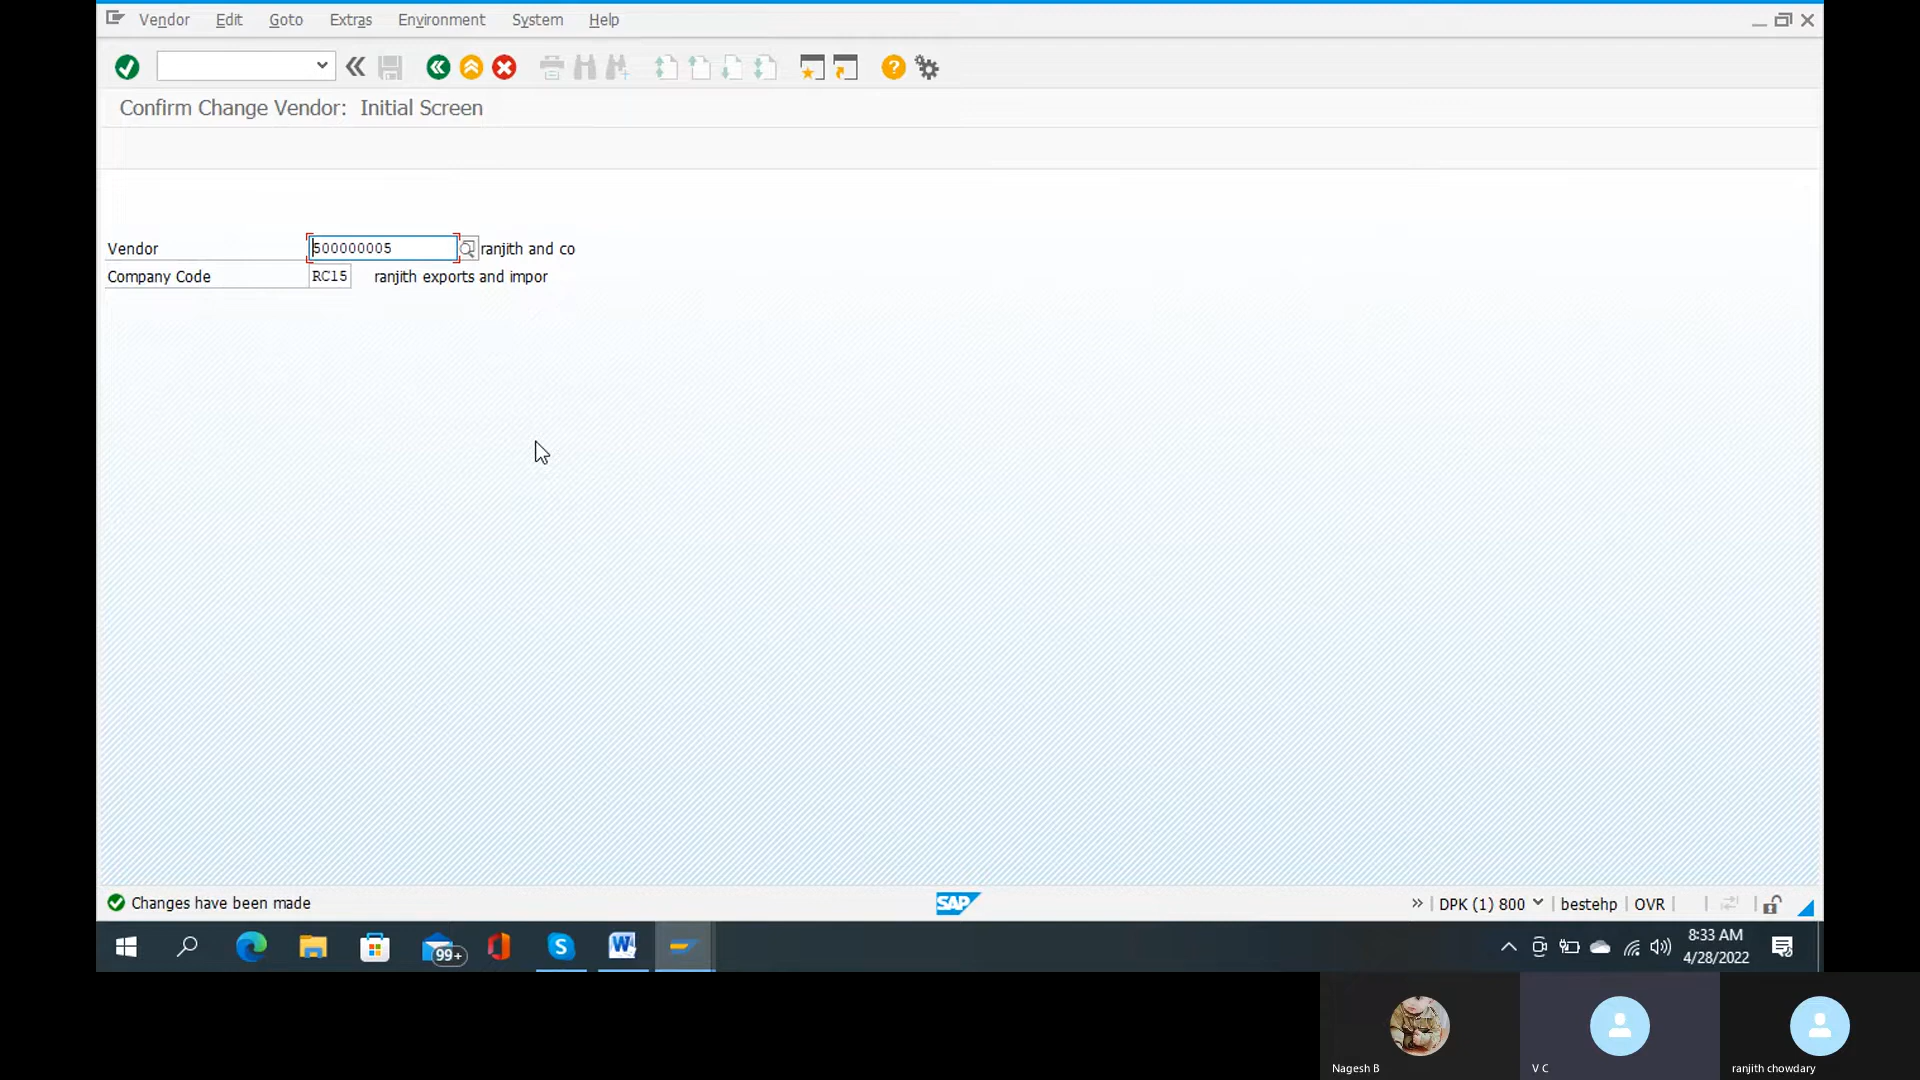 Vendor Edit Goto Extras Environment System Help
Confirm Change Vendor: Initial Screen
Vendor 500000005 ranjith and co
Company Code RC15 ranjith exports and impor
Changes have been made SAP DPK (1) 800 bestehp OVR
99+ 8:33 AM
4/28/2022
Nagesh B V C ranjith chowdary